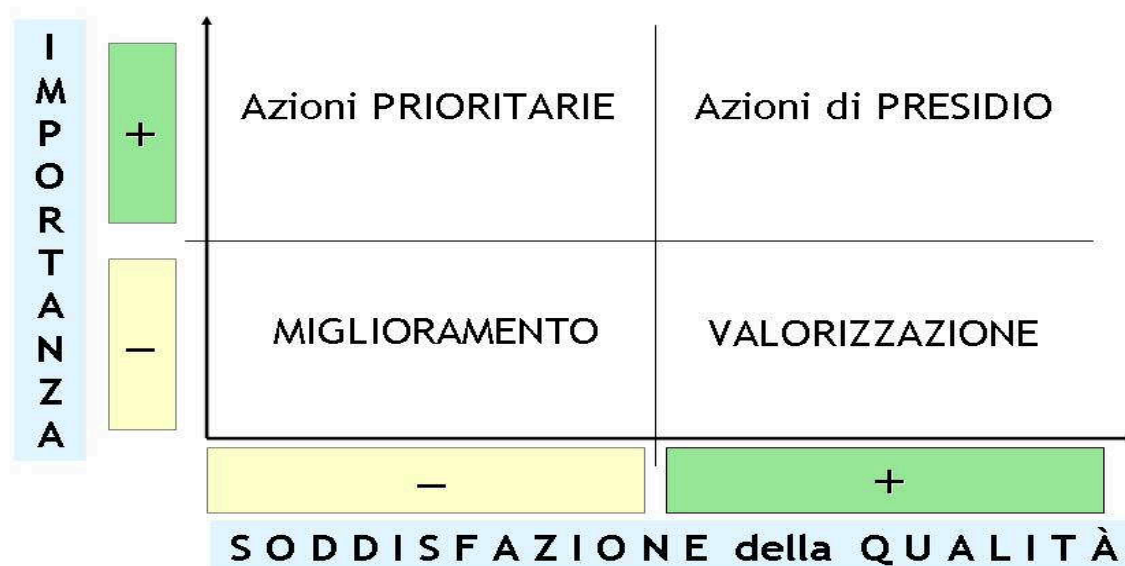 IMPORTANZA
+
Azioni PRIORITARIE
Azioni di PRESIDIO
–
MIGLIORAMENTO
VALORIZZAZIONE
–
+
SODDISFAZIONE della QUALITÀ